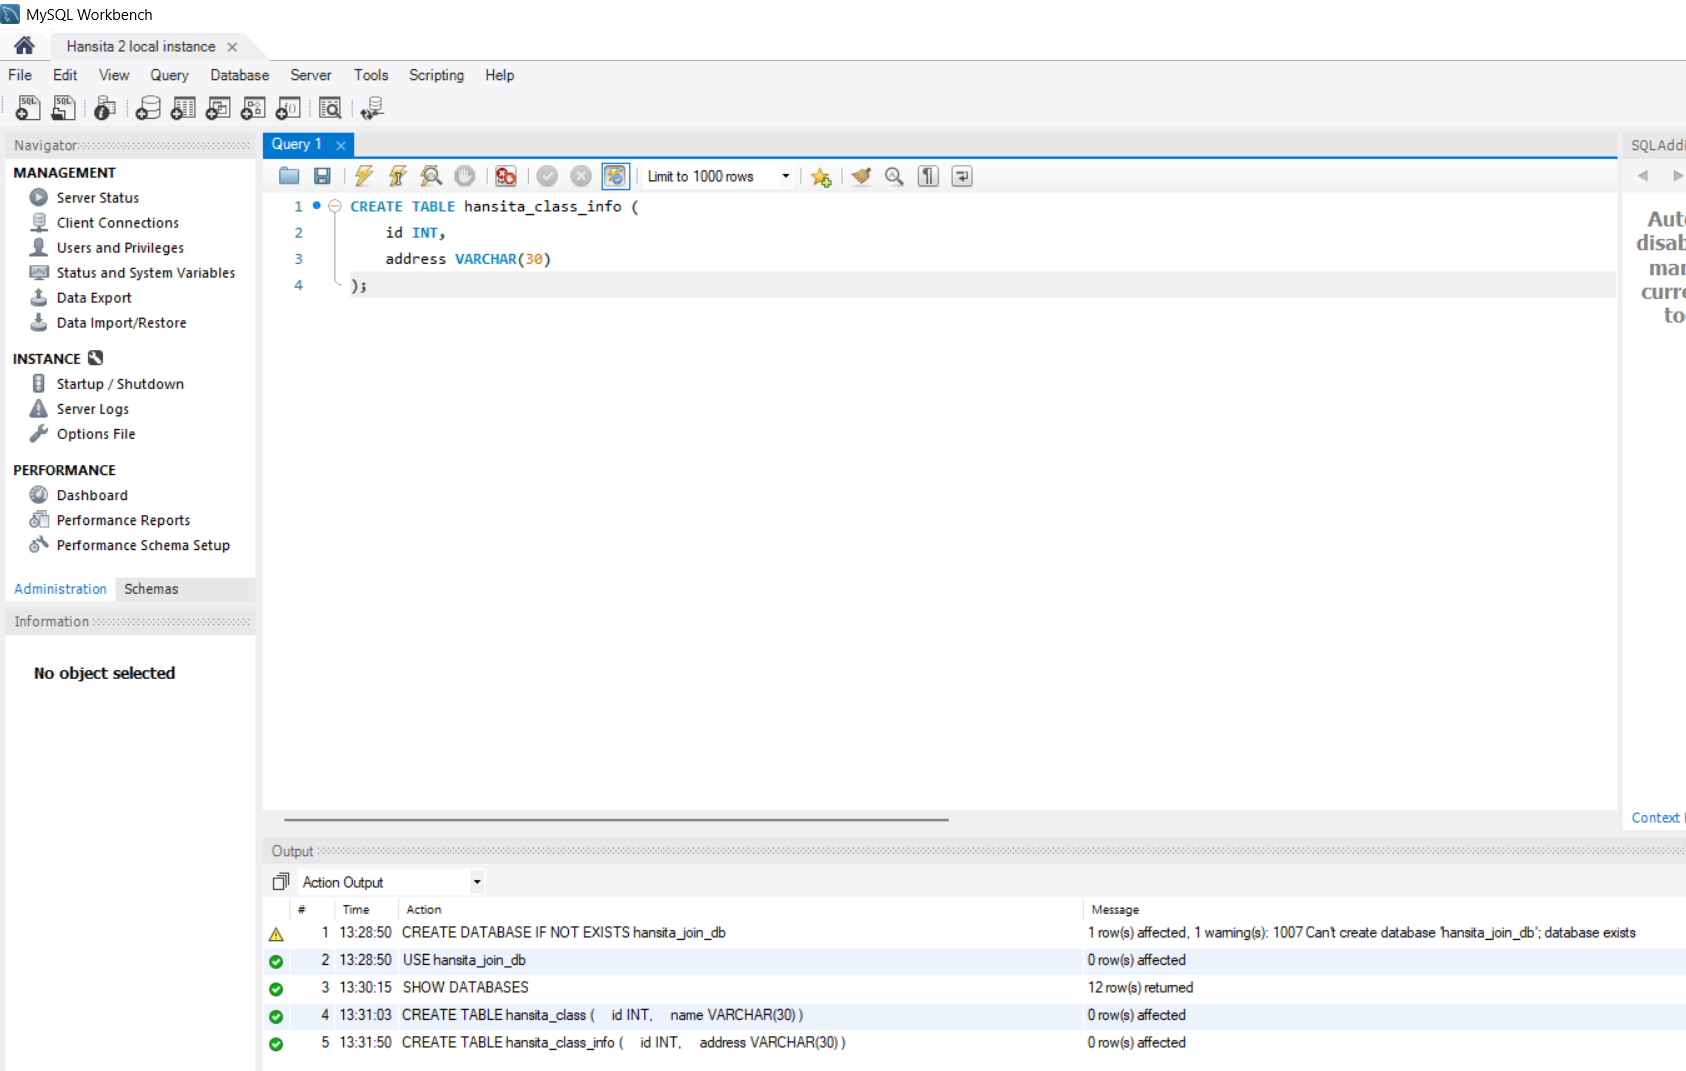 MySQL Workbench
Hansita 2 local instance
File Edit View Query Database Server Tools Scripting Help
Navigator
MANAGEMENT
Server Status
Client Connections
Users and Privileges
Status and System Variables
Data Export
Data Import/Restore
INSTANCE
Startup / Shutdown
Server Logs
Options File
PERFORMANCE
Dashboard
Performance Reports
Performance Schema Setup
Administration Schemas
Information
No object selected
Query 1
Limit to 1000 rows
1 CREATE TABLE hansita_class_info (
2 id INT,
3 address VARCHAR(30)
4 );
SQLAddi
Aut
disab
mar
curre
to
Context
Output
Action Output
# Time Action Message
1 13:28:50 CREATE DATABASE IF NOT EXISTS hansita_join_db 1 row(s) affected, 1 warning(s): 1007 Can't create database 'hansita_join_db'; database exists
2 13:28:50 USE hansita_join_db 0 row(s) affected
3 13:30:15 SHOW DATABASES 12 row(s) returned
4 13:31:03 CREATE TABLE hansita_class ( id INT, name VARCHAR(30) ) 0 row(s) affected
5 13:31:50 CREATE TABLE hansita_class_info ( id INT, address VARCHAR(30) ) 0 row(s) affected